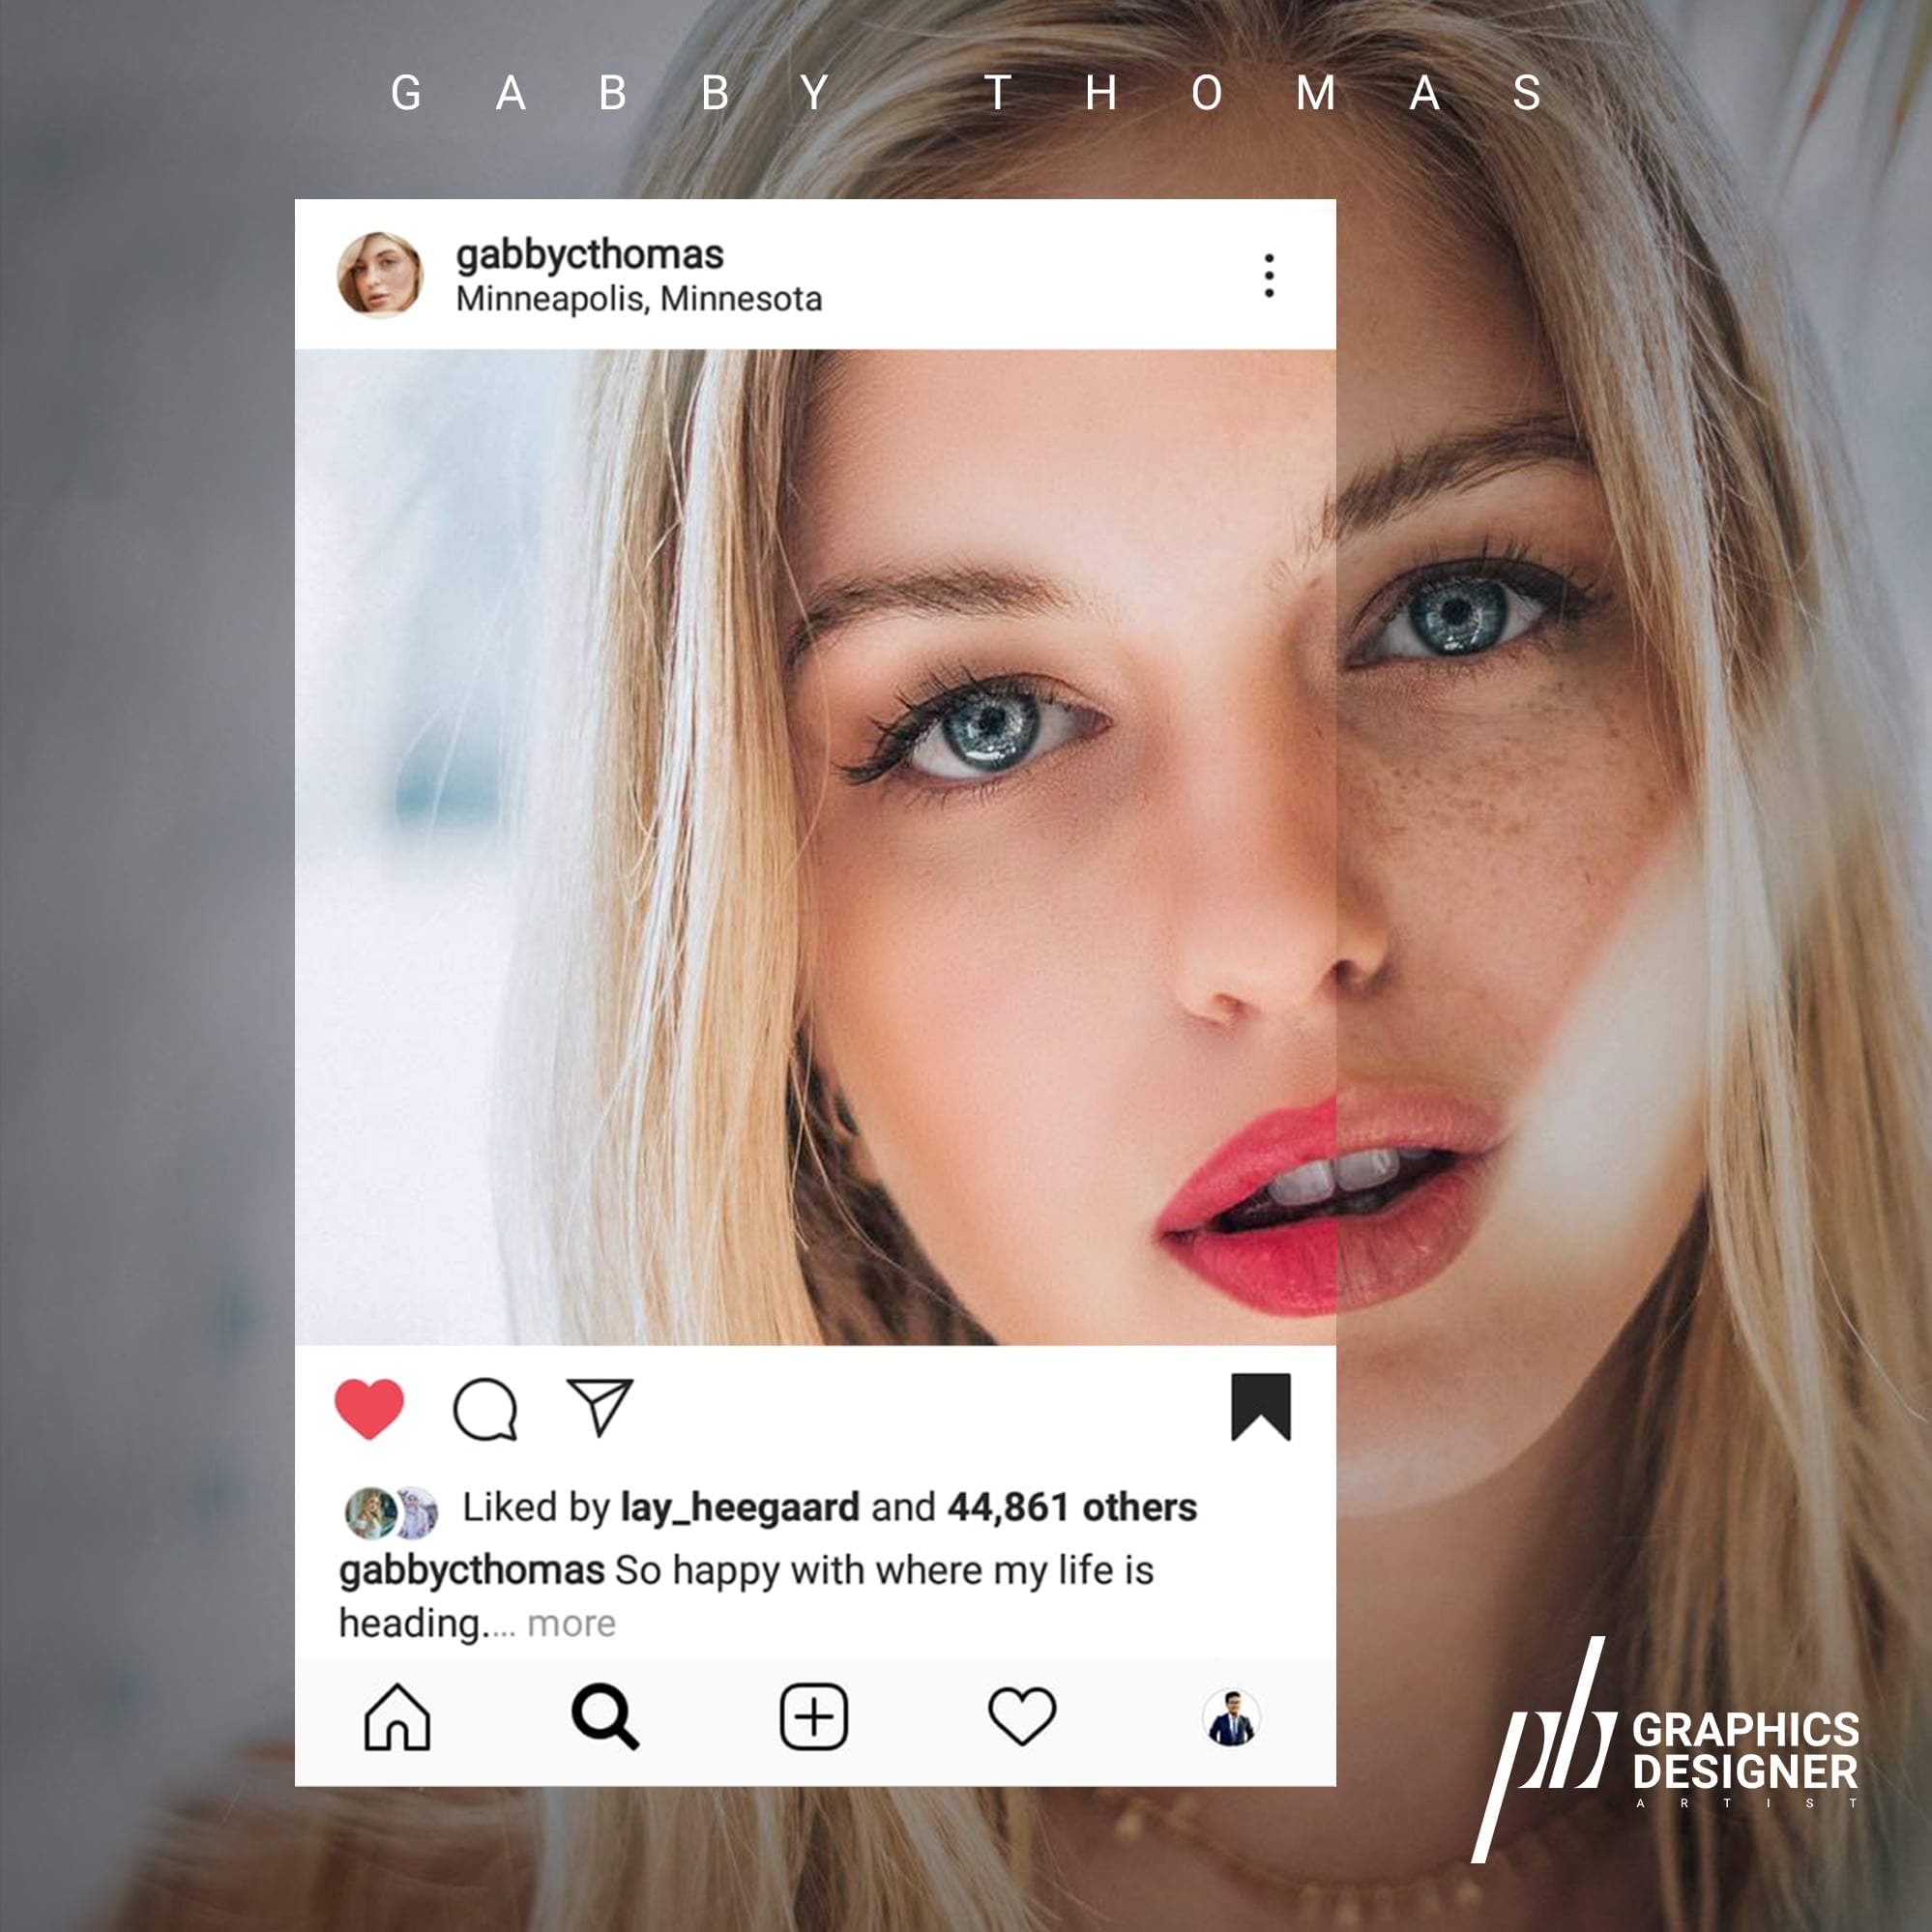 GABBY THOMAS
gabbycthomas
Minneapolis, Minnesota
Liked by lay_heegaard and 44,861 others
gabbycthomas So happy with where my life is
heading.... more
pb
GRAPHICS
DESIGNER
ARTIST